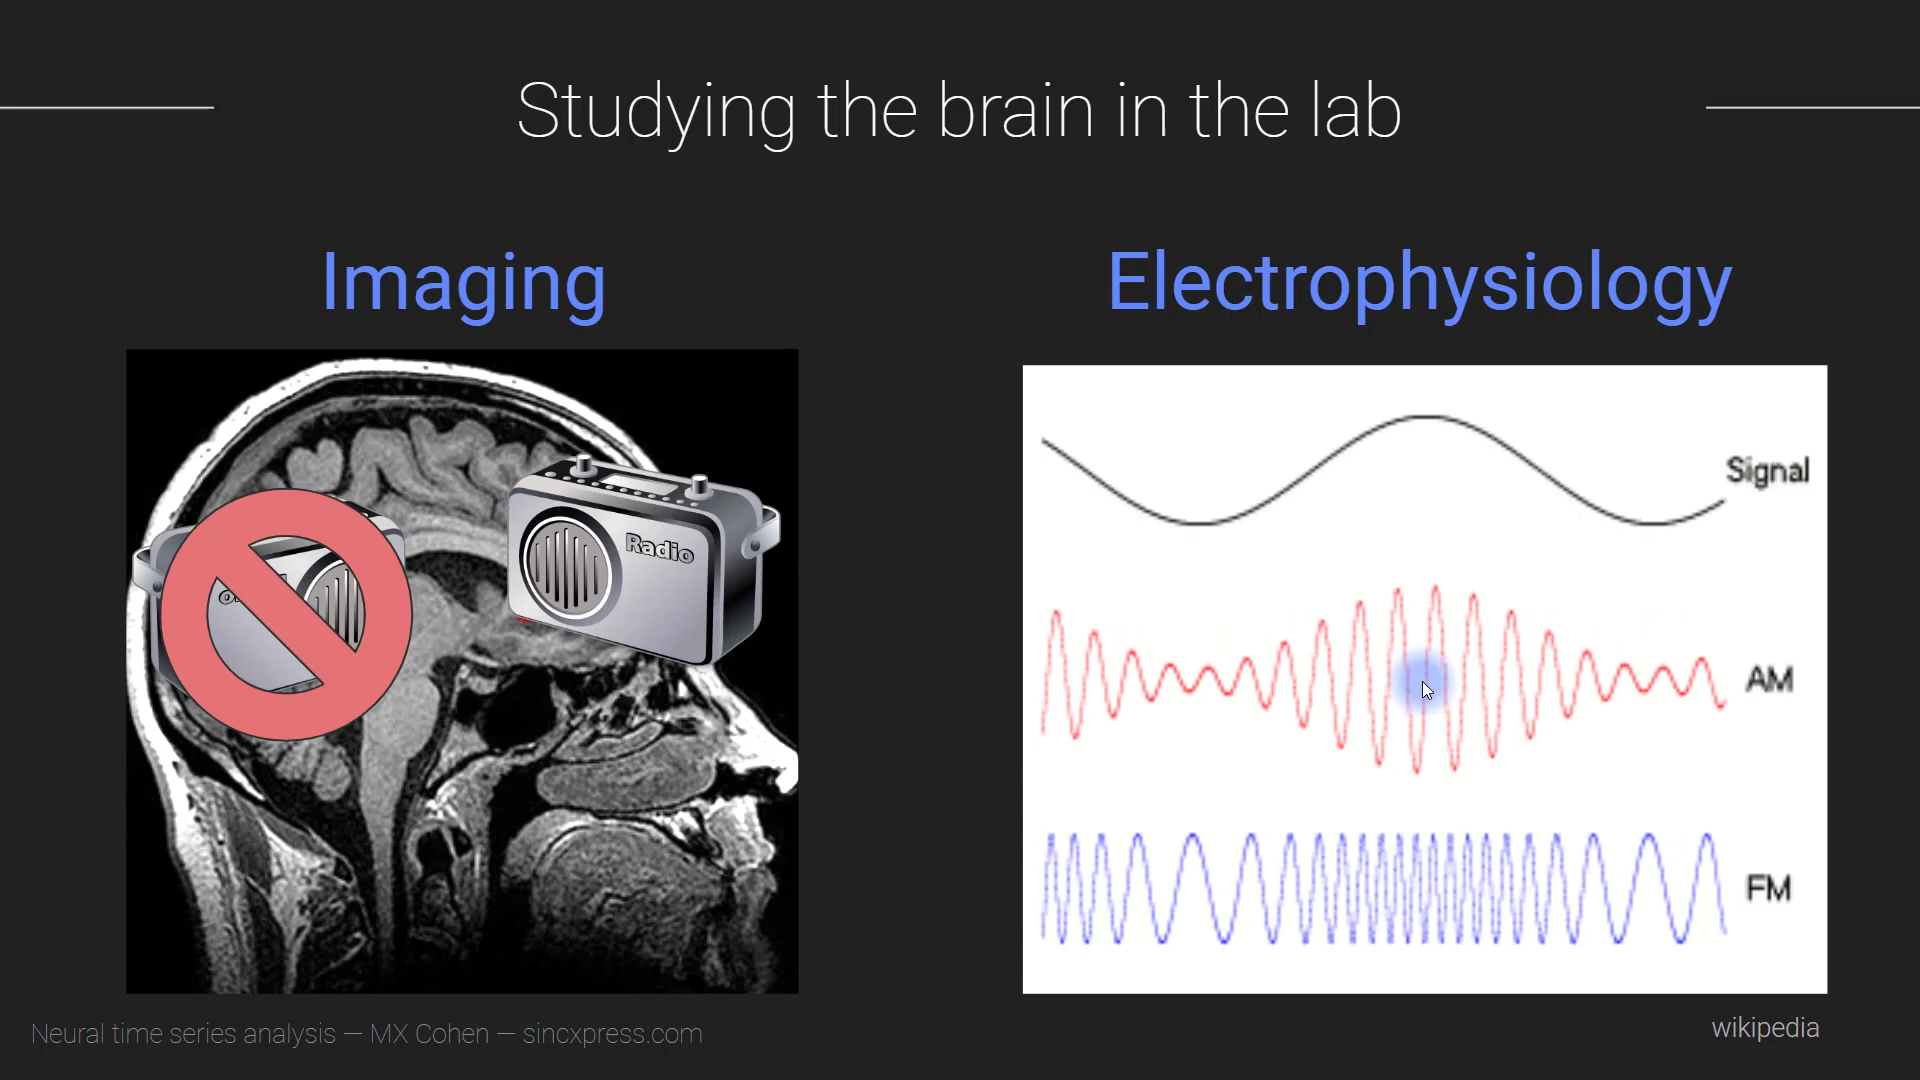 Studying the brain in the lab
Imaging
Electrophysiology
Radio
Signal
AM
FM
Neural time series analysis — MX Cohen — sincxpress.com
wikipedia